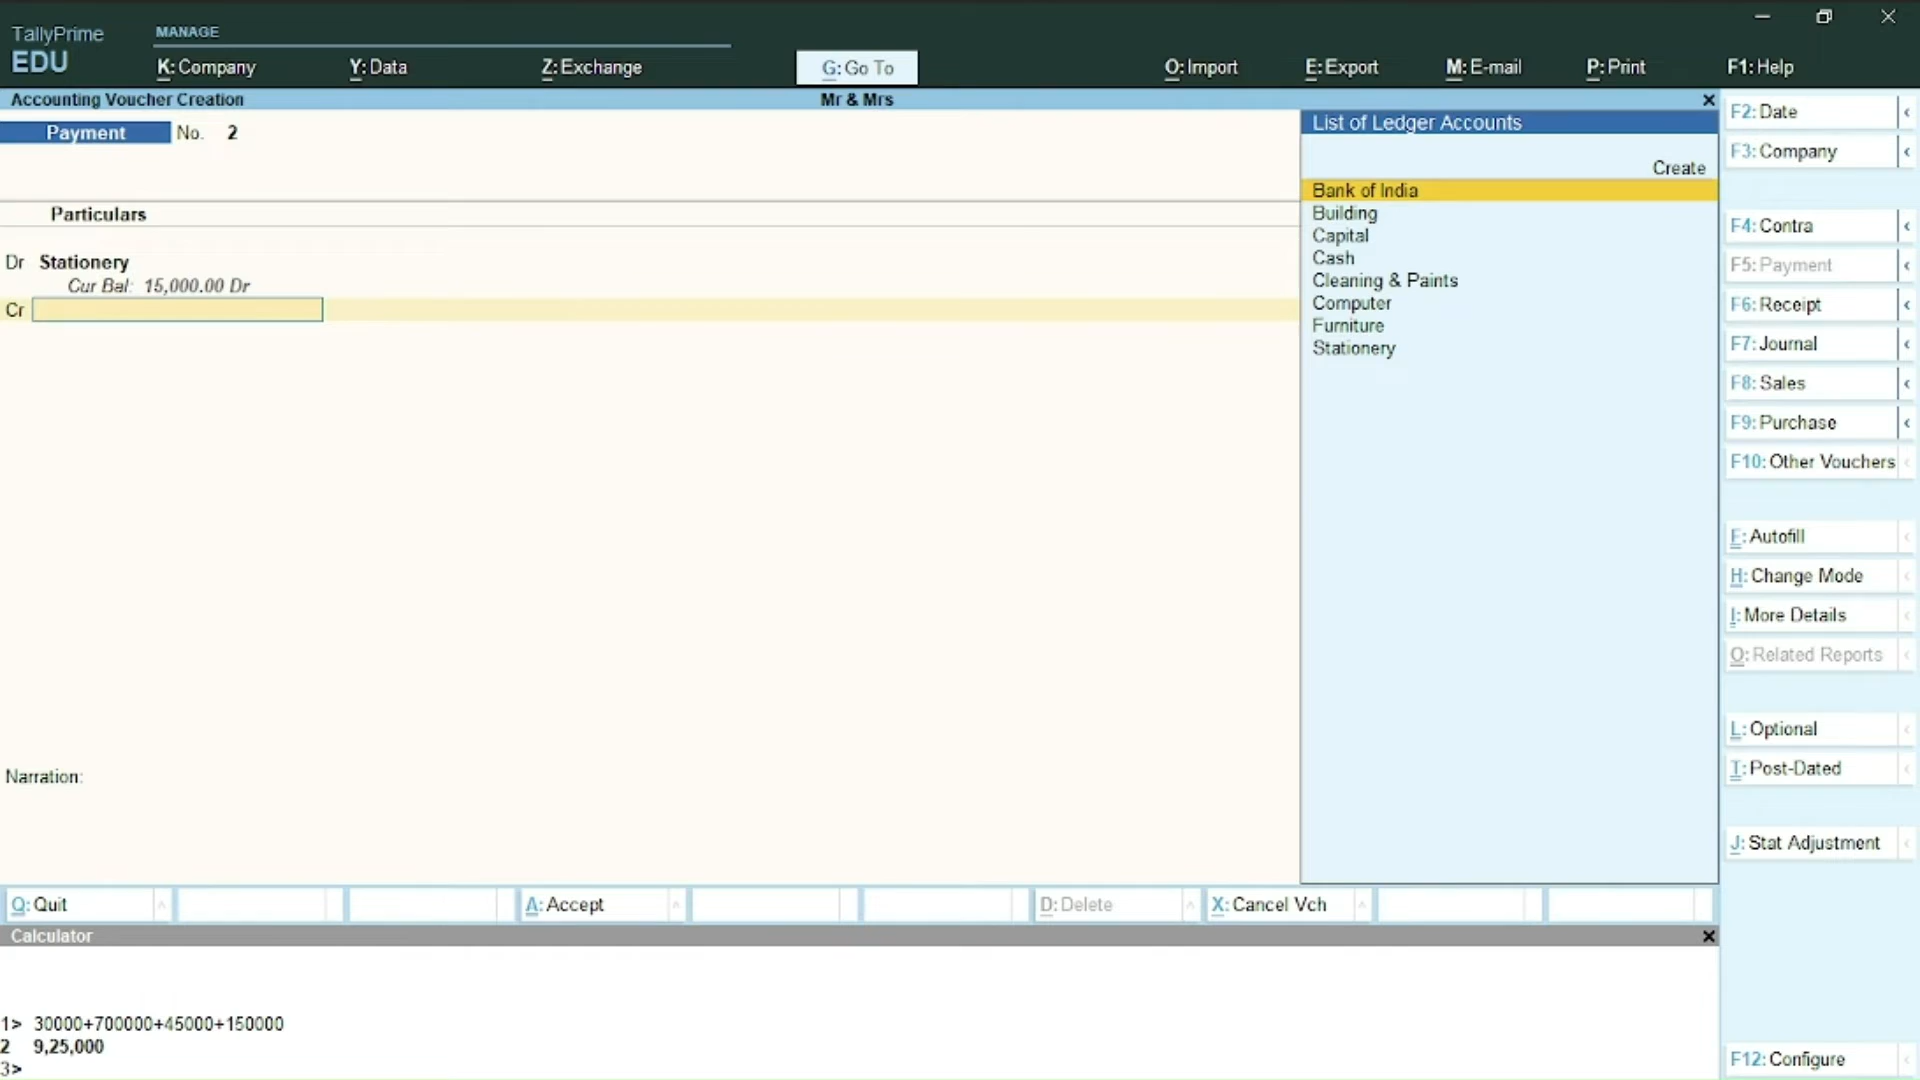 TallyPrime
EDU
MANAGE
K: Company
Y: Data
Z: Exchange
G: Go To
O: Import
E: Export
M: E-mail
P: Print
F1: Help
Accounting Voucher Creation
Mr & Mrs
Payment No. 2
Particulars
Dr Stationery
Cur Bal: 15,000.00 Dr
Cr
Narration:
List of Ledger Accounts
Create
Bank of India
Building
Capital
Cash
Cleaning & Paints
Computer
Furniture
Stationery
F2: Date
F3: Company
F4: Contra
F5: Payment
F6: Receipt
F7: Journal
F8: Sales
F9: Purchase
F10: Other Vouchers
F: Autofill
H: Change Mode
I: More Details
O: Related Reports
L: Optional
T: Post-Dated
J: Stat Adjustment
F12: Configure
Q: Quit
A: Accept
D: Delete
X: Cancel Vch
Calculator
1> 30000+700000+45000+150000
2 9,25,000
3>